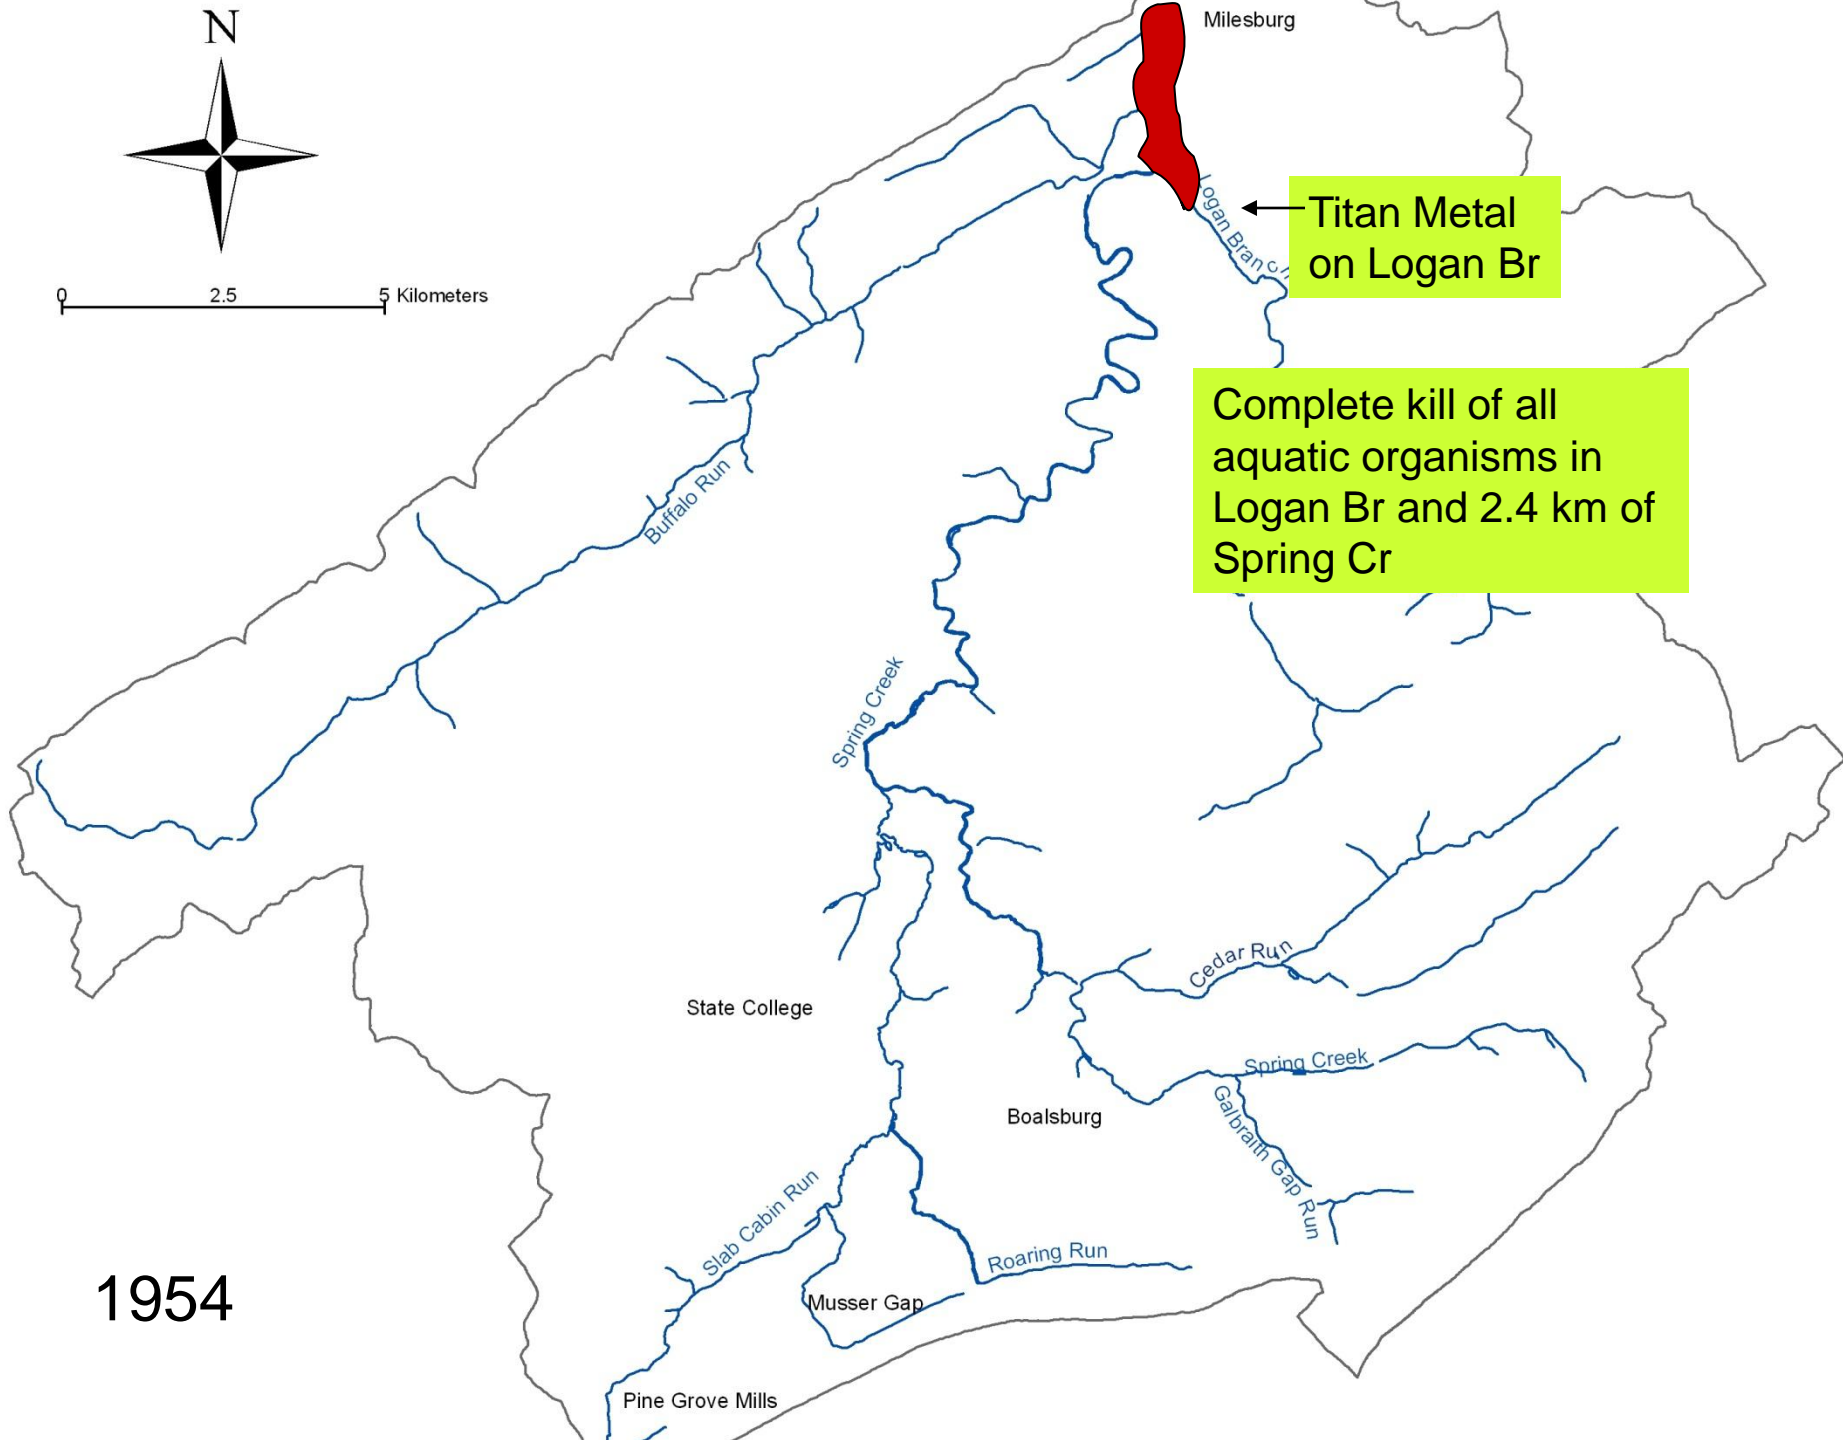 N
Milesburg
0 2.5 5 Kilometers
Logan Branch
Titan Metal
on Logan Br
Complete kill of all
aquatic organisms in
Logan Br and 2.4 km of
Spring Cr
Buffalo Run
Spring Creek
Cedar Run
State College
Spring Creek
Boalsburg
Galbraith Gap Run
Slab Cabin Run
Roaring Run
1954
Musser Gap
Pine Grove Mills